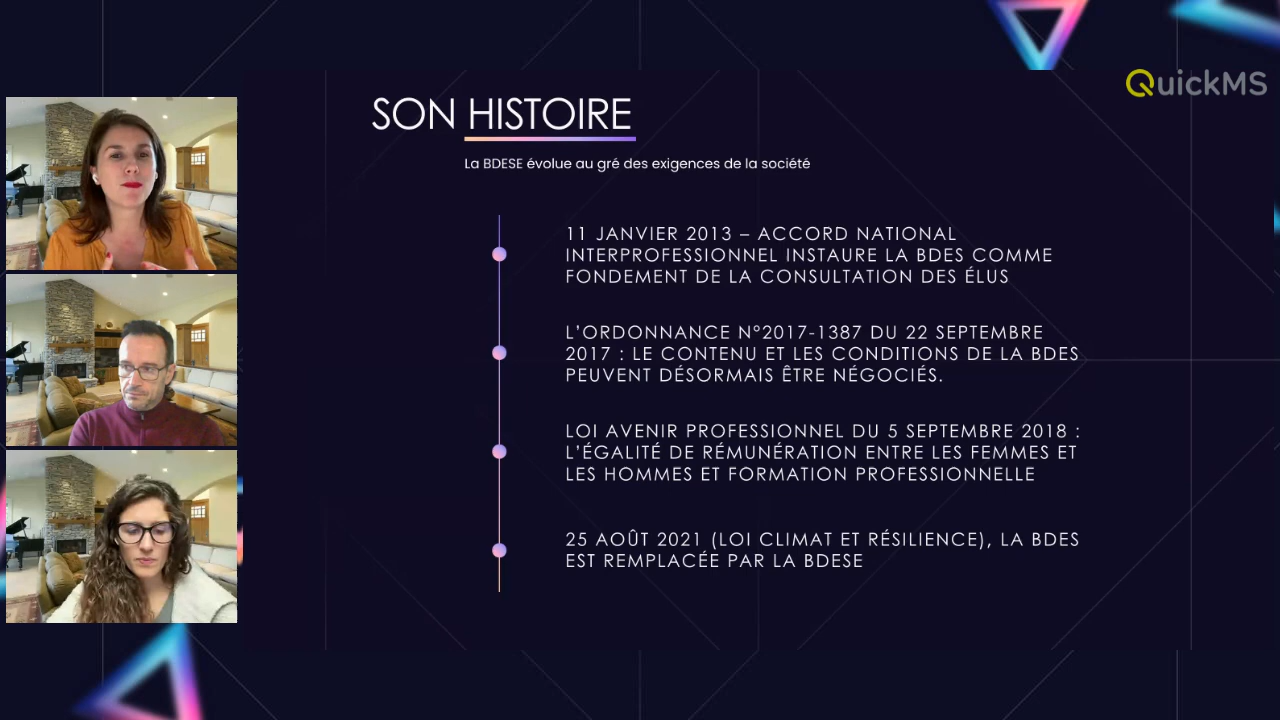 QuickMS
SON HISTOIRE
La BDESE évolue au gré des exigences de la société
11 JANVIER 2013 – ACCORD NATIONAL
INTERPROFESSIONNEL INSTAURE LA BDES COMME
FONDEMENT DE LA CONSULTATION DES ÉLUS
L'ORDONNANCE N°2017-1387 DU 22 SEPTEMBRE
2017 : LE CONTENU ET LES CONDITIONS DE LA BDES
PEUVENT DÉSORMAIS ÊTRE NÉGOCIÉS.
LOI AVENIR PROFESSIONNEL DU 5 SEPTEMBRE 2018 :
L'ÉGALITÉ DE RÉMUNÉRATION ENTRE LES FEMMES ET
LES HOMMES ET FORMATION PROFESSIONNELLE
25 AOÛT 2021 (LOI CLIMAT ET RÉSILIENCE), LA BDES
EST REMPLACÉE PAR LA BDESE